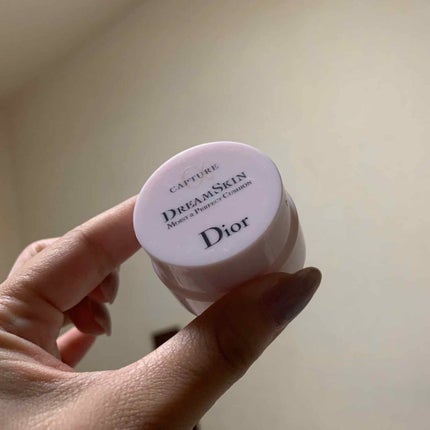 CAPTURE
DREAMSKIN
MOIST & PERFECT CUSHION
Dior